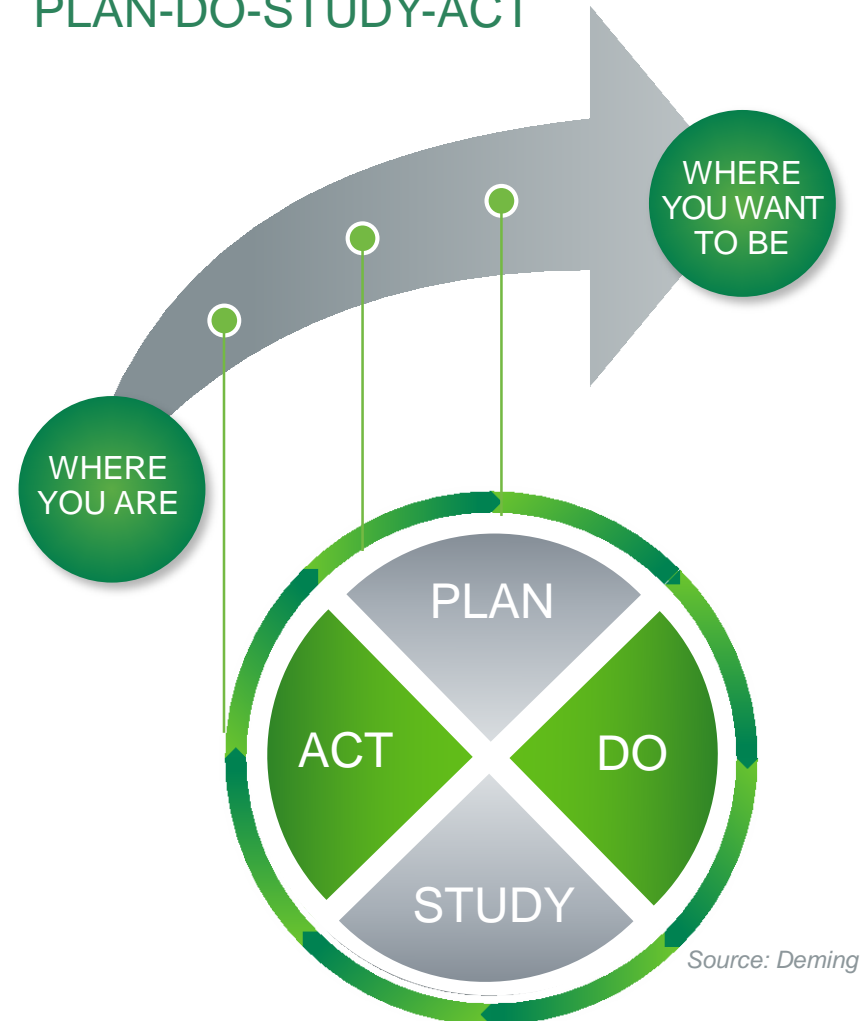 PLAN-DO-STUDY-ACT
WHERE
YOU WANT
TO BE
WHERE
YOU ARE
PLAN
ACT
DO
STUDY
Source: Deming